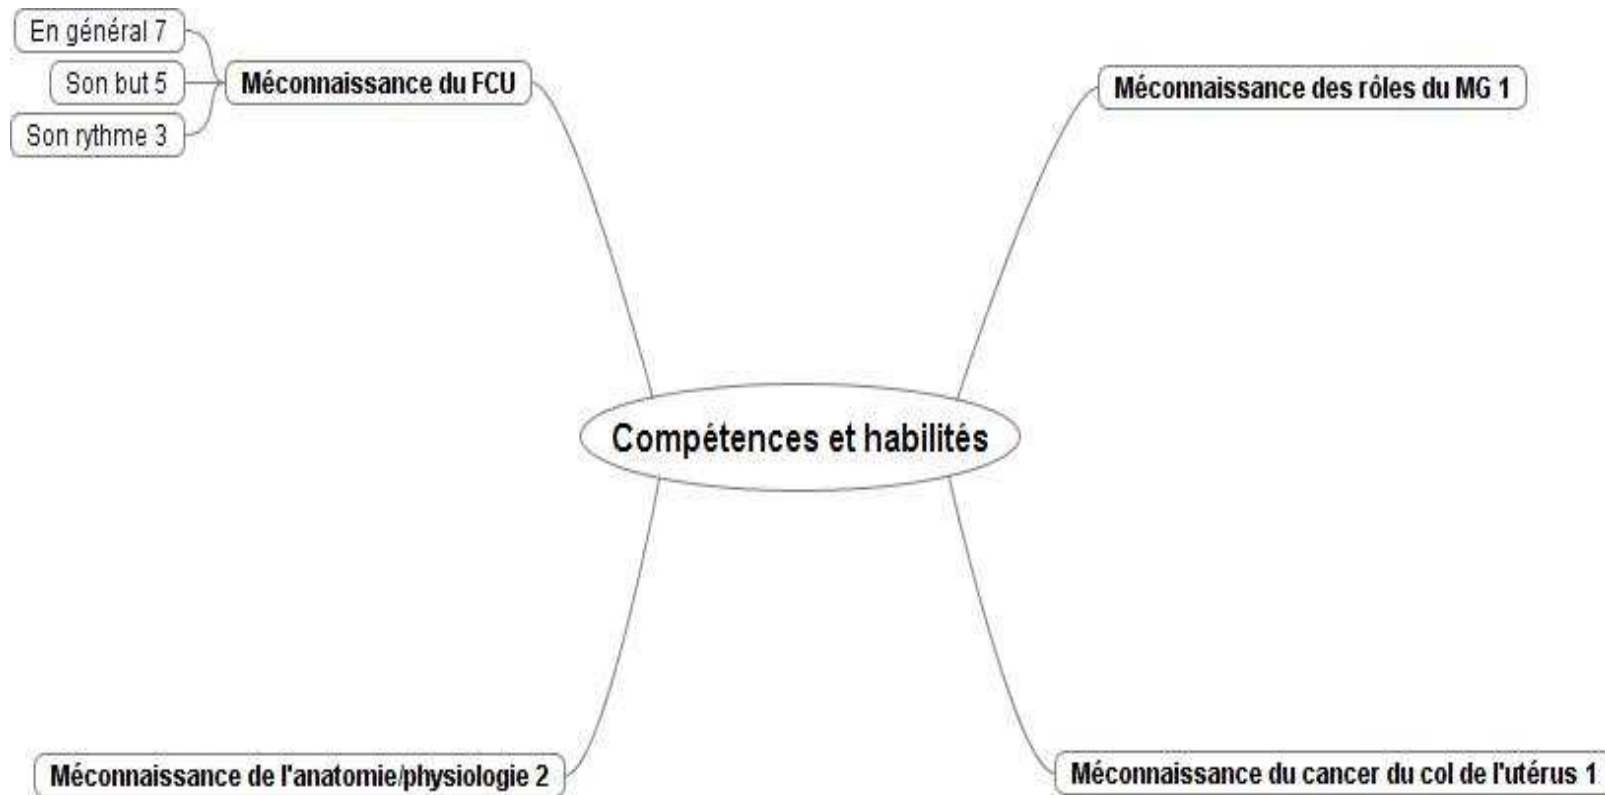 En général 7
Son but 5
Son rythme 3
Méconnaissance du FCU
Méconnaissance des rôles du MG 1
Compétences et habilités
Méconnaissance de l'anatomie/physiologie 2
Méconnaissance du cancer du col de l'utérus 1